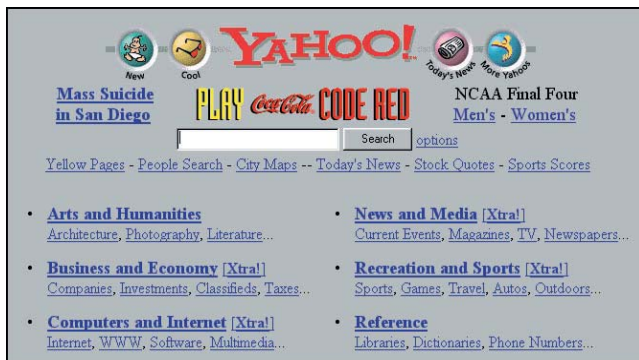 New Cool YAHOO! Today's News More Yahoos
Mass Suicide
in San Diego
PLAY Coca-Cola CODE RED
NCAA Final Four
Men's - Women's
Search options
Yellow Pages - People Search - City Maps -- Today's News - Stock Quotes - Sports Scores
• Arts and Humanities
Architecture, Photography, Literature...
• News and Media [Xtra!]
Current Events, Magazines, TV, Newspapers...
• Business and Economy [Xtra!]
Companies, Investments, Classifieds, Taxes...
• Recreation and Sports [Xtra!]
Sports, Games, Travel, Autos, Outdoors...
• Computers and Internet [Xtra!]
Internet, WWW, Software, Multimedia...
• Reference
Libraries, Dictionaries, Phone Numbers...